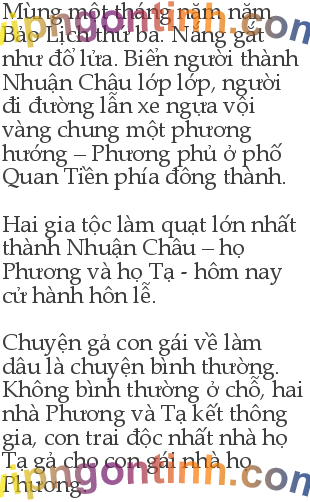 Mùng một tháng năm năm
Bảo Lịch thứ ba. Nắng gắt
như đổ lửa. Biển người thành
Nhuận Châu lớp lớp, người
đi đường lẫn xe ngựa vội
vàng chung một phương
hướng – Phương phủ ở phố
Quan Tiền phía đông thành.
Hai gia tộc làm quạt lớn nhất
thành Nhuận Châu – họ
Phương và họ Tạ - hôm nay
cử hành hôn lễ.
Chuyện gả con gái về làm
dâu là chuyện bình thường.
Không bình thường ở chỗ, hai
nhà Phương và Tạ kết thông
gia, con trai độc nhất nhà họ
Tạ gả cho con gái nhà họ
Phương.
vipngontinh.com
vipngontinh.com